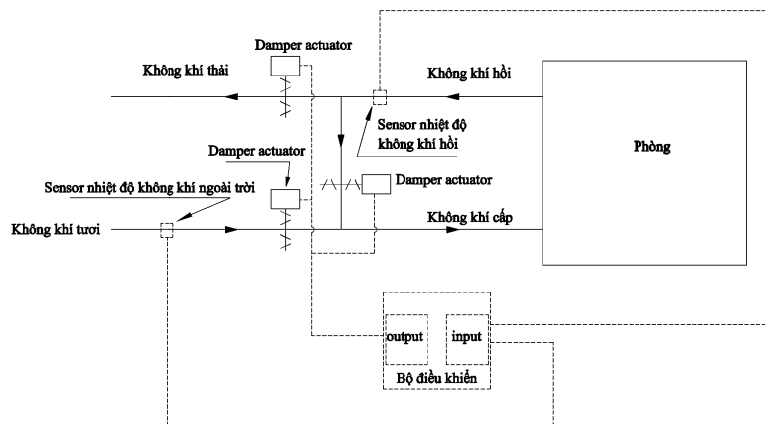 Damper actuator
Không khí thải
Không khí hồi
Sensor nhiệt độ
không khí hồi
Phòng
Damper actuator
Sensor nhiệt độ không khí ngoài trời
Damper actuator
Không khí tươi
Không khí cấp
output
input
Bộ điều khiển